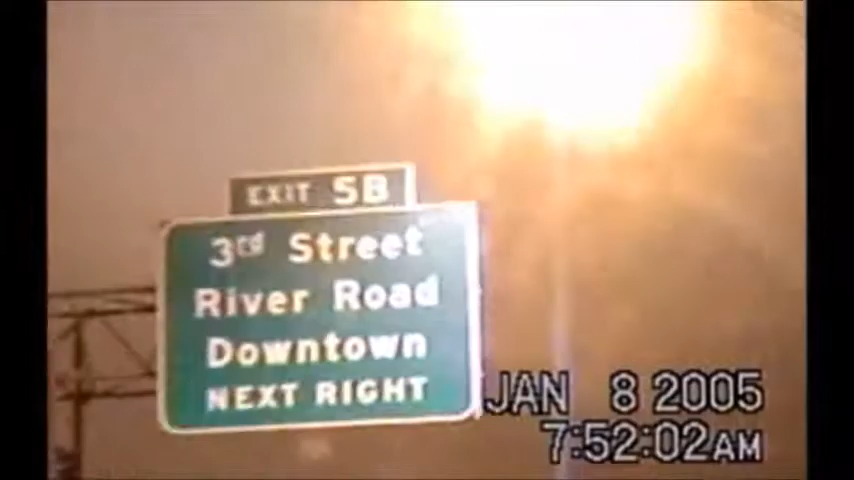 EXIT 5B
3rd Street
River Road
Downtown
NEXT RIGHT
JAN 8 2005
7:52:02AM